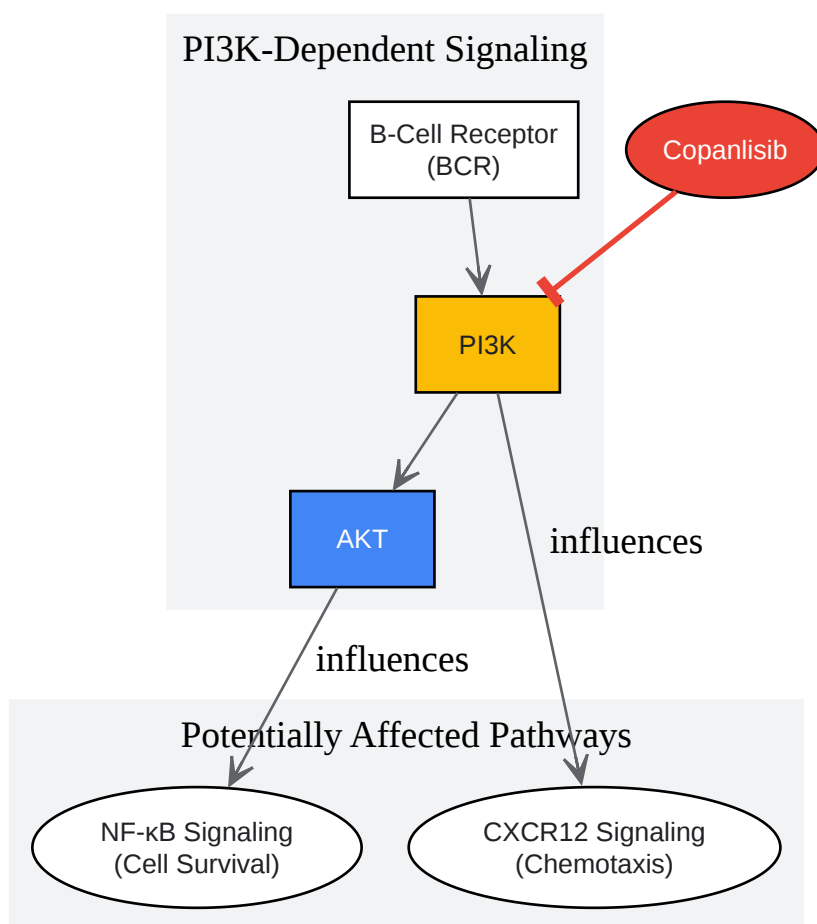 PI3K-Dependent Signaling
B-Cell Receptor
(BCR)
Copanlisib
PI3K
AKT
influences
influences
Potentially Affected Pathways
NF-κB Signaling
(Cell Survival)
CXCR12 Signaling
(Chemotaxis)